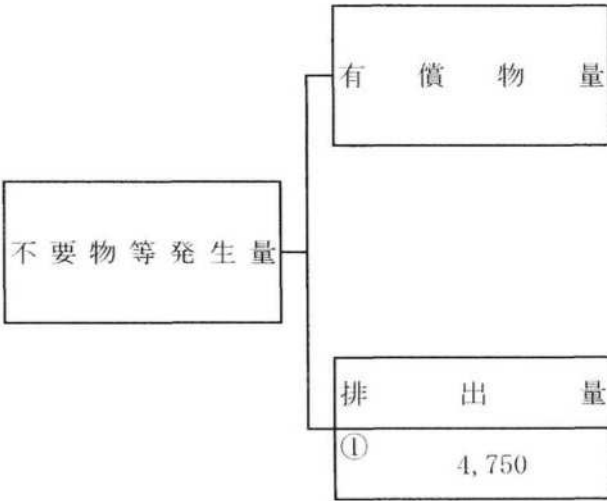 有償物量
不要物等発生量
排出量
①
4,750